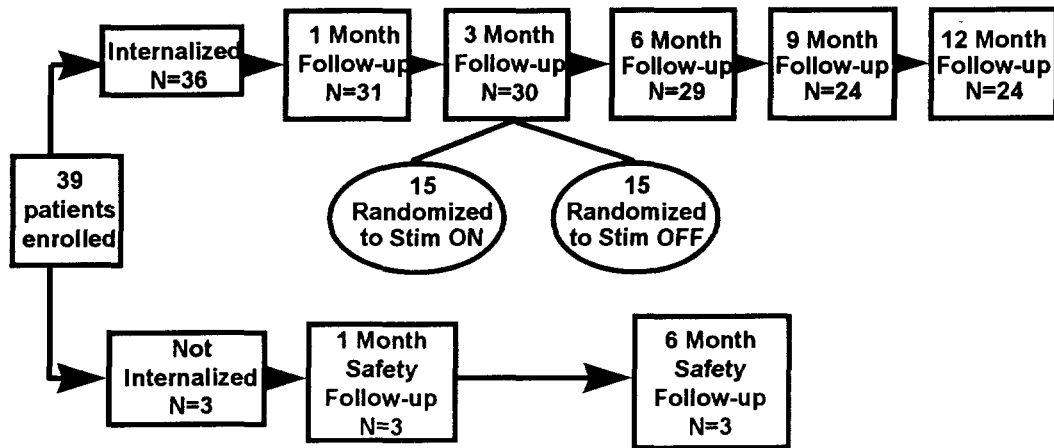 Internalized
N=36
1 Month
Follow-up
N=31
3 Month
Follow-up
N=30
6 Month
Follow-up
N=29
9 Month
Follow-up
N=24
12 Month
Follow-up
N=24
39
patients
enrolled
15
Randomized
to Stim ON
15
Randomized
to Stim OFF
Not
Internalized
N=3
1 Month
Safety
Follow-up
N=3
6 Month
Safety
Follow-up
N=3